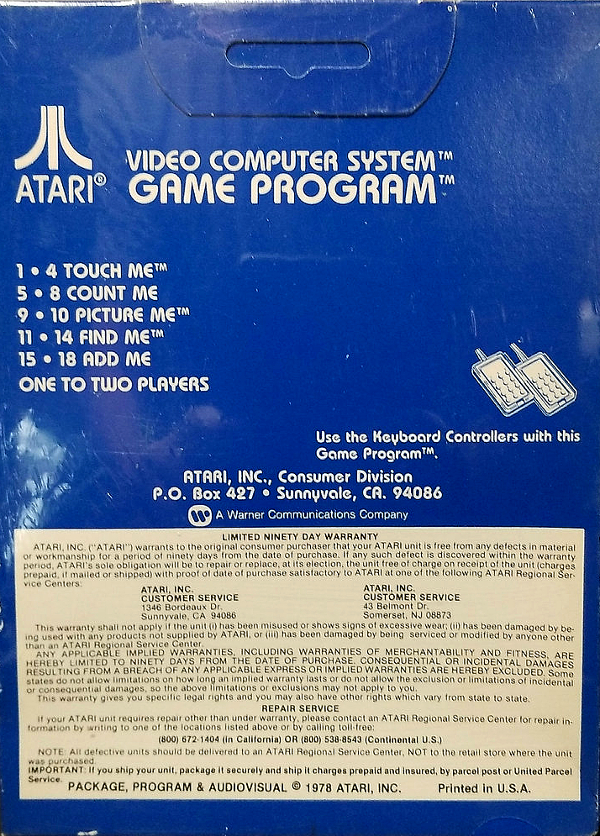 ATARI®
VIDEO COMPUTER SYSTEM™
GAME PROGRAM™
1 • 4 TOUCH ME™
5 • 8 COUNT ME
9 • 10 PICTURE ME™
11 • 14 FIND ME™
15 • 18 ADD ME
ONE TO TWO PLAYERS
Use the Keyboard Controllers with this
Game Program™.
ATARI, INC., Consumer Division
P.O. Box 427 • Sunnyvale, CA. 94086
A Warner Communications Company
LIMITED NINETY DAY WARRANTY
ATARI, INC. ("ATARI") warrants to the original consumer purchaser that your ATARI unit is free from any defects in material
or workmanship for a period of ninety days from the date of purchase. If any such defect is discovered within the warranty
period, ATARI's sole obligation will be to repair or replace, at its election, the unit free of charge on receipt of the unit (charges
prepaid, if mailed or shipped) with proof of date of purchase satisfactory to ATARI at one of the following ATARI Regional Ser-
vice Centers:
ATARI, INC.
CUSTOMER SERVICE
1346 Bordeaux Dr.
Sunnyvale, CA 94086
ATARI, INC.
CUSTOMER SERVICE
43 Belmont Dr.
Somerset, NJ 08873
This warranty shall not apply if the unit (i) has been misused or shows signs of excessive wear; (ii) has been damaged by be-
ing used with any products not supplied by ATARI, or (iii) has been damaged by being serviced or modified by anyone other
than an ATARI Regional Service Center.
ANY APPLICABLE IMPLIED WARRANTIES, INCLUDING WARRANTIES OF MERCHANTABILITY AND FITNESS, ARE
HEREBY LIMITED TO NINETY DAYS FROM THE DATE OF PURCHASE. CONSEQUENTIAL OR INCIDENTAL DAMAGES
RESULTING FROM A BREACH OF ANY APPLICABLE EXPRESS OR IMPLIED WARRANTIES ARE HEREBY EXCLUDED. Some
states do not allow limitations on how long an implied warranty lasts or do not allow the exclusion or limitations of incidental
or consequential damages, so the above limitations or exclusions may not apply to you.
This warranty gives you specific legal rights and you may also have other rights which vary from state to state.
REPAIR SERVICE
If your ATARI unit requires repair other than under warranty, please contact an ATARI Regional Service Center for repair in-
formation by writing to one of the locations listed above or by calling toll-free:
(800) 672-1404 (in California) OR (800) 538-8543 (Continental U.S.)
NOTE: All defective units should be delivered to an ATARI Regional Service Center, NOT to the retail store where the unit
was purchased.
IMPORTANT: If you ship your unit, package it securely and ship it charges prepaid and insured, by parcel post or United Parcel
Service.
PACKAGE, PROGRAM & AUDIOVISUAL © 1978 ATARI, INC. Printed in U.S.A.